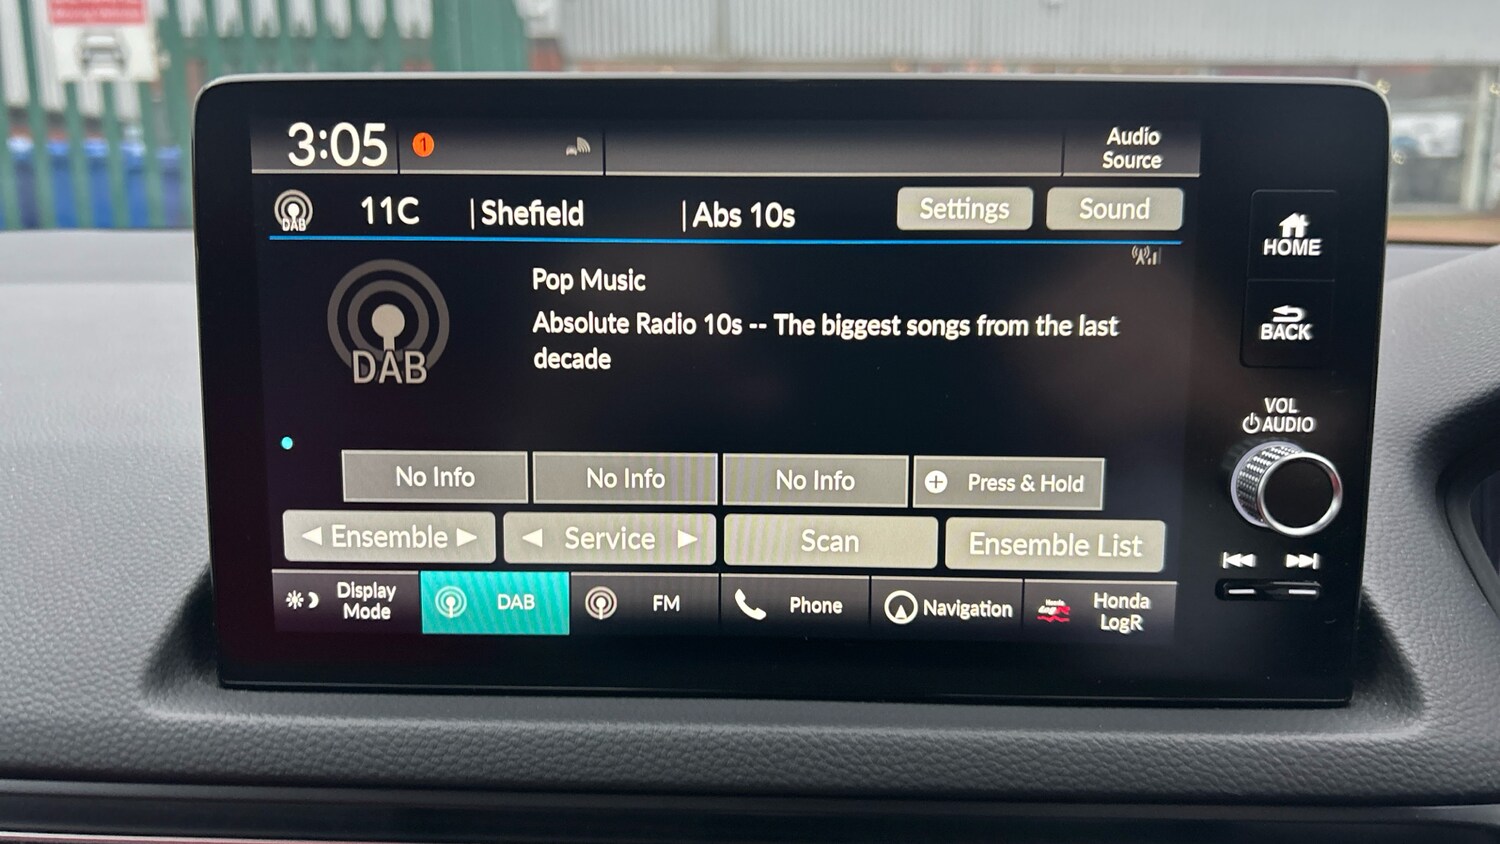 3:05
1
Audio
Source
DAB
11C
| Shefield
| Abs 10s
Settings
Sound
DAB
Pop Music
Absolute Radio 10s -- The biggest songs from the last
decade
No Info
No Info
No Info
Press & Hold
◀ Ensemble ▶
◀ Service ▶
Scan
Ensemble List
Display
Mode
DAB
FM
Phone
Navigation
Honda
LogR
HOME
BACK
VOL
AUDIO